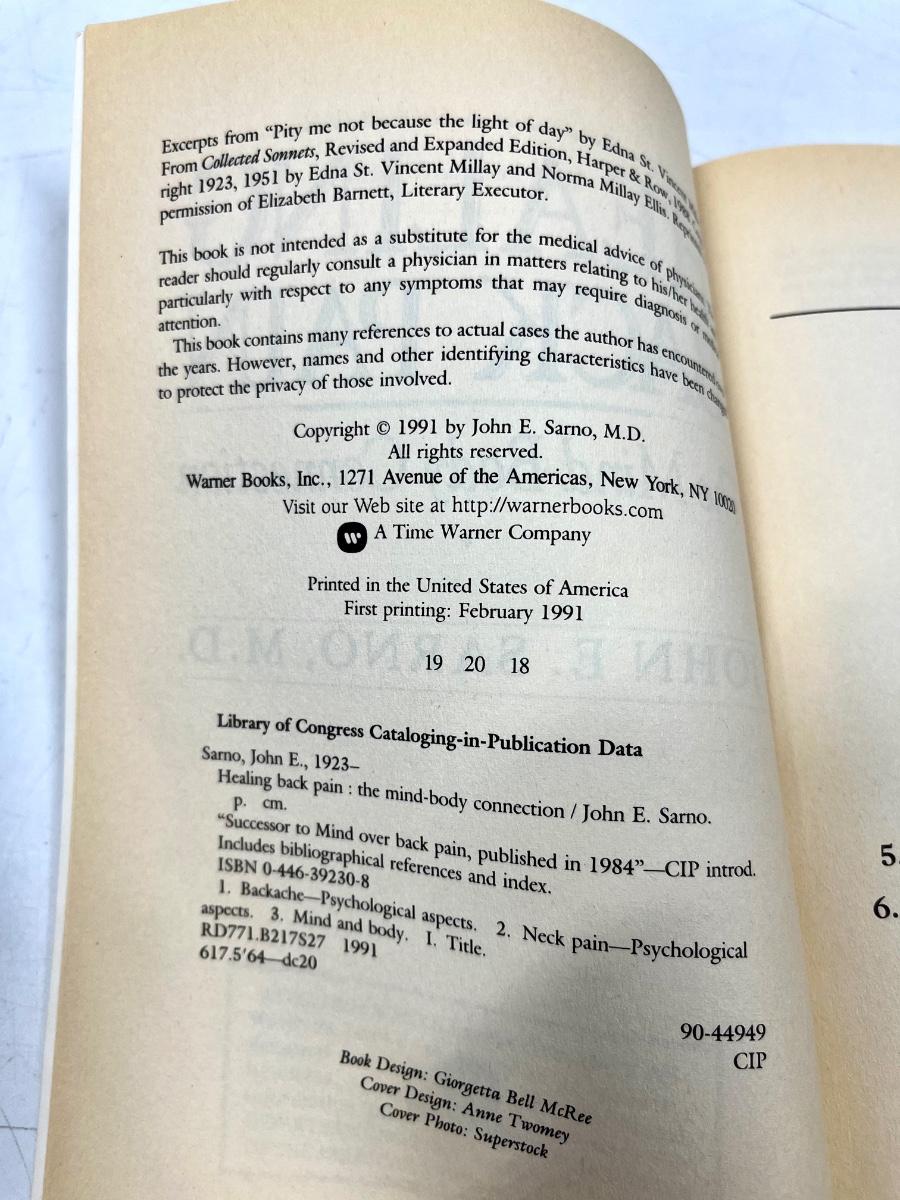 Excerpts from "Pity me not because the light of day" by Edna St. Vincent
From Collected Sonnets, Revised and Expanded Edition, Harper & Row,
right 1923, 1951 by Edna St. Vincent Millay and Norma Millay Ellis.
permission of Elizabeth Barnett, Literary Executor.
This book is not intended as a substitute for the medical advice of
reader should regularly consult a physician in matters relating to his/her
particularly with respect to any symptoms that may require diagnosis or
attention.
This book contains many references to actual cases the author has encountered
the years. However, names and other identifying characteristics have been
to protect the privacy of those involved.
Copyright © 1991 by John E. Sarno, M.D.
All rights reserved.
Warner Books, Inc., 1271 Avenue of the Americas, New York, NY 10020
Visit our Web site at http://warnerbooks.com
A Time Warner Company
Printed in the United States of America
First printing: February 1991
19 20 18
Library of Congress Cataloging-in-Publication Data
Sarno, John E., 1923–
Healing back pain : the mind-body connection / John E. Sarno.
p. cm.
"Successor to Mind over back pain, published in 1984"—CIP introd.
Includes bibliographical references and index.
ISBN 0-446-39230-8
1. Backache—Psychological aspects. 2. Neck pain—Psychological
aspects. 3. Mind and body. I. Title.
RD771.B217S27 1991
617.5'64—dc20
90-44949
CIP
Book Design: Giorgetta Bell McRee
Cover Design: Anne Twomey
Cover Photo: Superstock
5.
6.